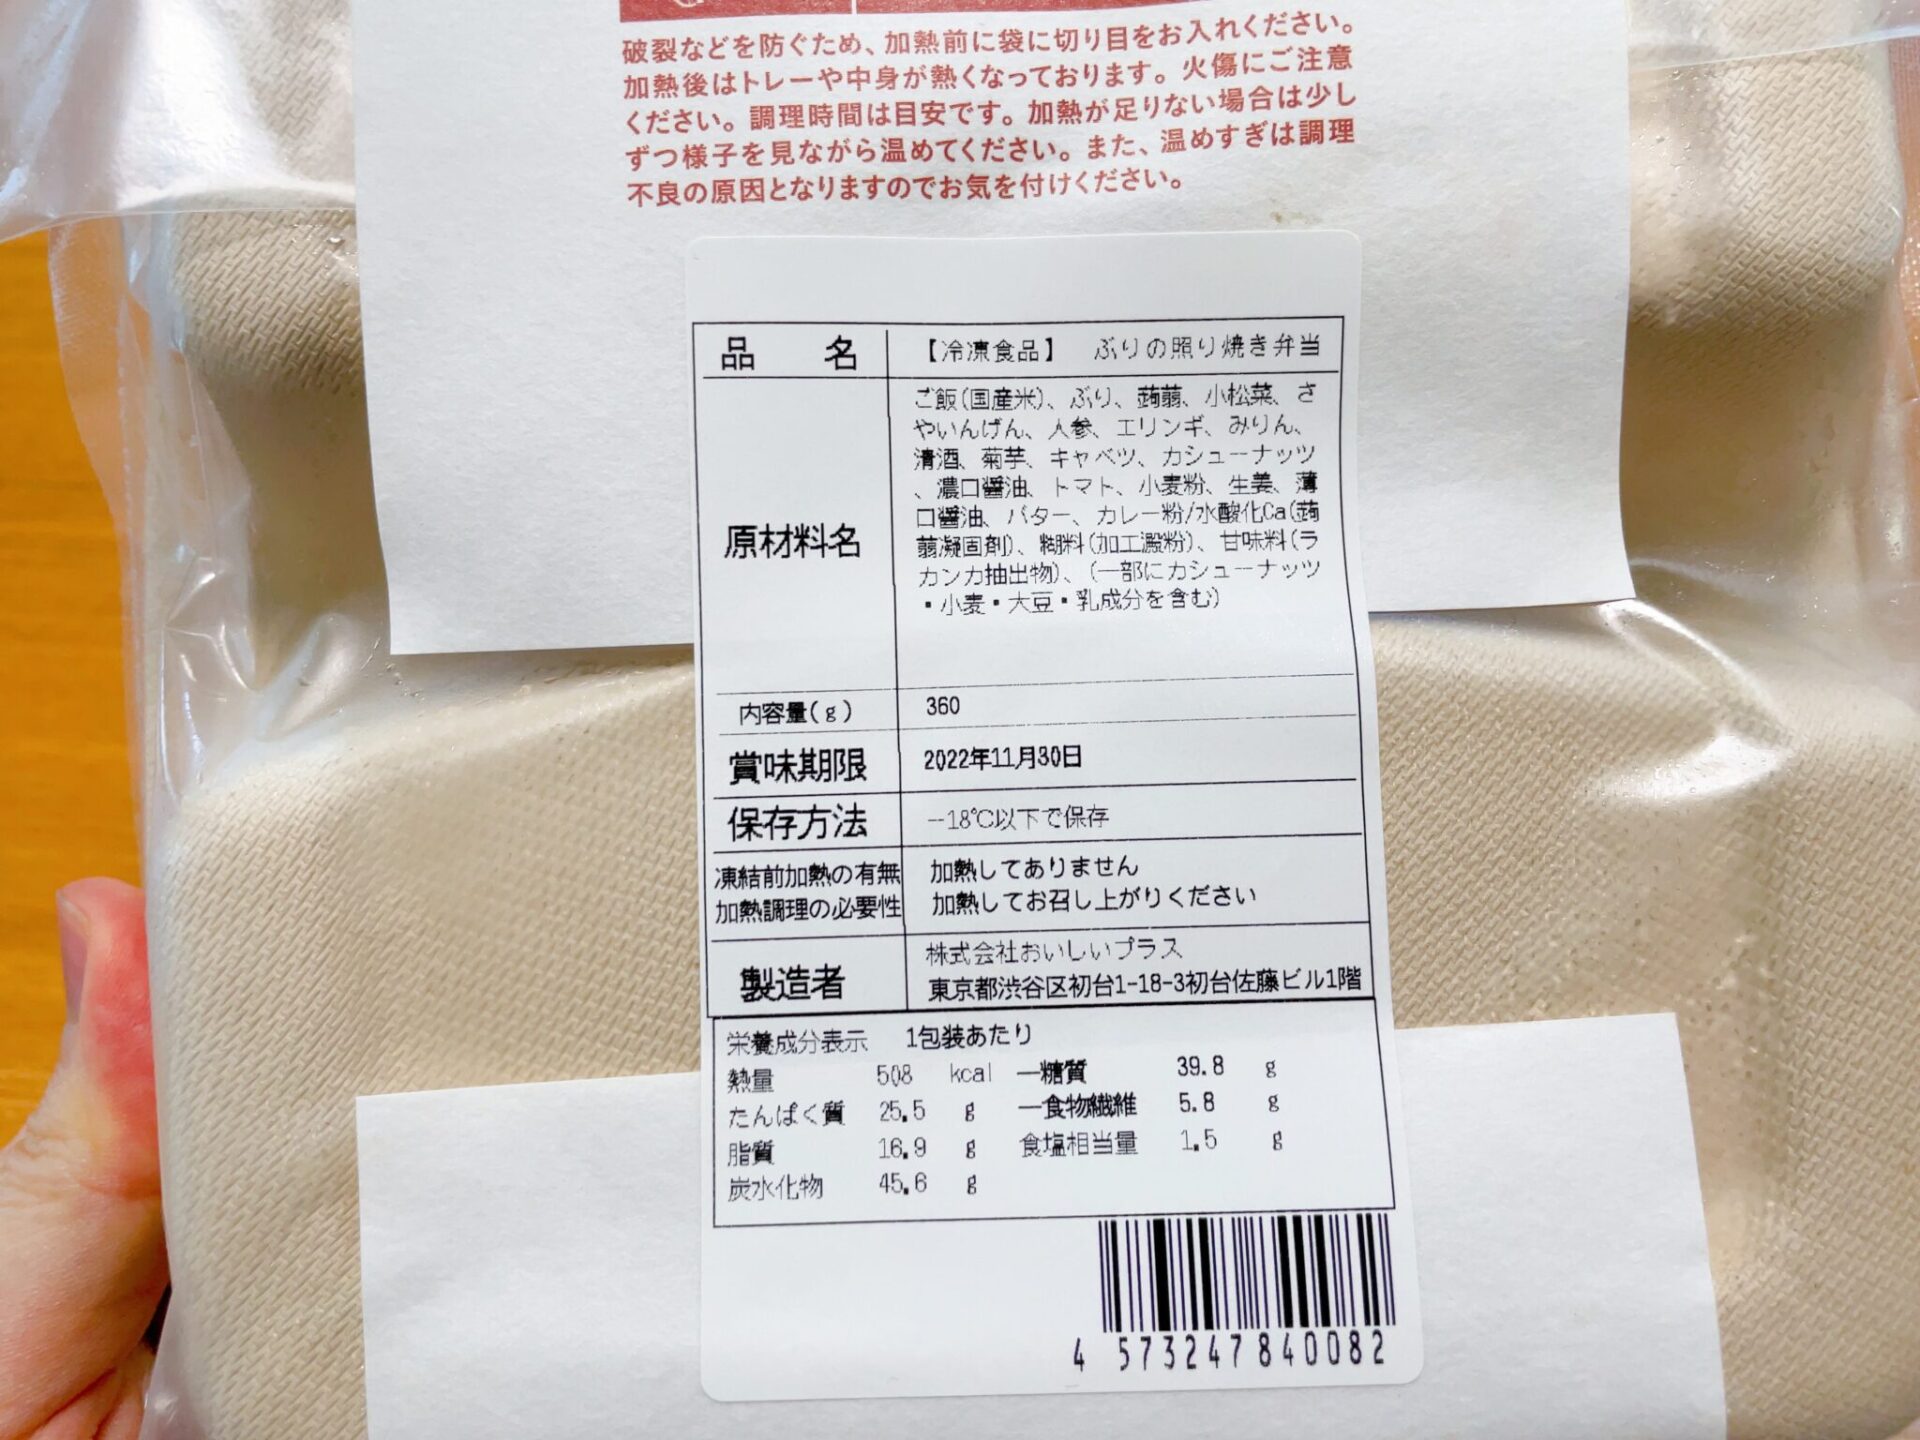 破裂などを防ぐため、加熱前に袋に切り目をお入れください。
加熱後はトレーや中身が熱くなっております。火傷にご注意
ください。調理時間は目安です。加熱が足りない場合は少し
ずつ様子を見ながら温めてください。また、温めすぎは調理
不良の原因となりますのでお気を付けください。
品名 【冷凍食品】 ぶりの照り焼き弁当
原材料名
ご飯(国産米)、ぶり、蒟蒻、小松菜、さ
やいんげん、人参、エリンギ、みりん、
清酒、菊芋、キャベツ、カシューナッツ
、濃口醤油、トマト、小麦粉、生姜、薄
口醤油、バター、カレー粉/水酸化Ca(蒟
蒻凝固剤)、糊料(加工澱粉)、甘味料(ラ
カンカ抽出物)、(一部にカシューナッツ
・小麦・大豆・乳成分を含む)
内容量(g) 360
賞味期限 2022年11月30日
保存方法 -18℃以下で保存
凍結前加熱の有無 加熱してありません
加熱調理の必要性 加熱してお召し上がりください
製造者
株式会社おいしいプラス
東京都渋谷区初台1-18-3初台佐藤ビル1階
栄養成分表示 1包装あたり
熱量 508 kcal —糖質 39.8 g
たんぱく質 25.5 g —食物繊維 5.8 g
脂質 16.9 g 食塩相当量 1.5 g
炭水化物 45.6 g
4 573247 840082